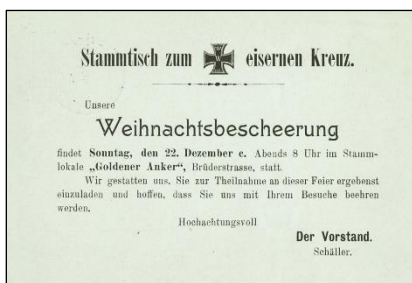 Stammtisch zum eisernen Kreuz.
Unsere
Weihnachtsbescheerung
findet Sonntag, den 22. Dezember c. Abends 8 Uhr im Stamm-
lokale „Goldener Anker", Brüderstrasse, statt.
Wir gestatten uns, Sie zur Theilnahme an dieser Feier ergebenst
einzuladen und hoffen, dass Sie uns mit Ihrem Besuche beehren
werden.
Hochachtungsvoll
Der Vorstand.
Schäller.